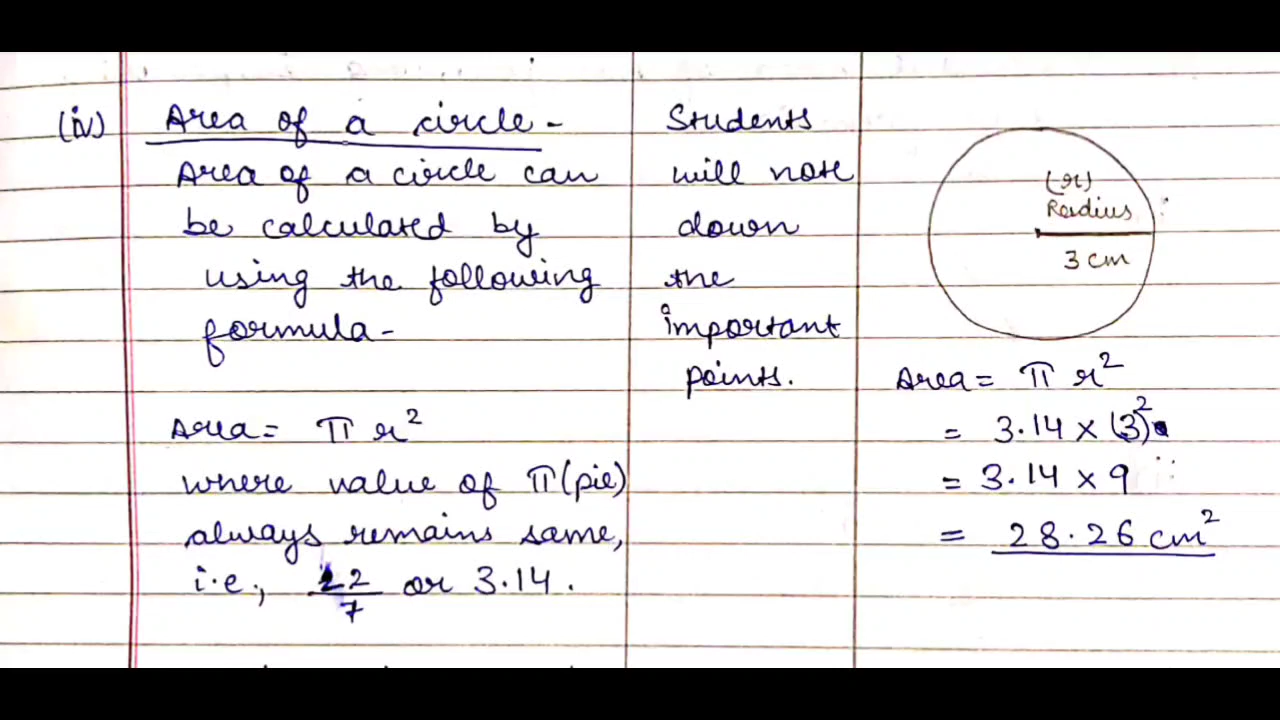 (iv) Area of a circle -
Area of a circle can
be calculated by
using the following
formula -
Area = π r²
where value of π (pie)
always remains same,
i.e., 22/7 or 3.14.
Students
will note
down
the
important
points.
(r)
Radius
3 cm
Area = π r²
= 3.14 × (3)²
= 3.14 × 9
= 28.26 cm²